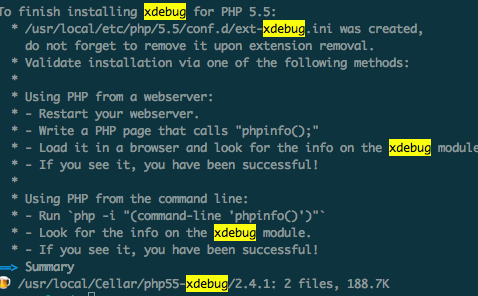 To finish installing xdebug for PHP 5.5:
* /usr/local/etc/php/5.5/conf.d/ext-xdebug.ini was created,
do not forget to remove it upon extension removal.
* Validate installation via one of the following methods:
*
* Using PHP from a webserver:
* - Restart your webserver.
* - Write a PHP page that calls "phpinfo();"
* - Load it in a browser and look for the info on the xdebug module
* - If you see it, you have been successful!
*
* Using PHP from the command line:
* - Run `php -i "(command-line 'phpinfo()')"`
* - Look for the info on the xdebug module.
* - If you see it, you have been successful!
==> Summary
🍺 /usr/local/Cellar/php55-xdebug/2.4.1: 2 files, 188.7K